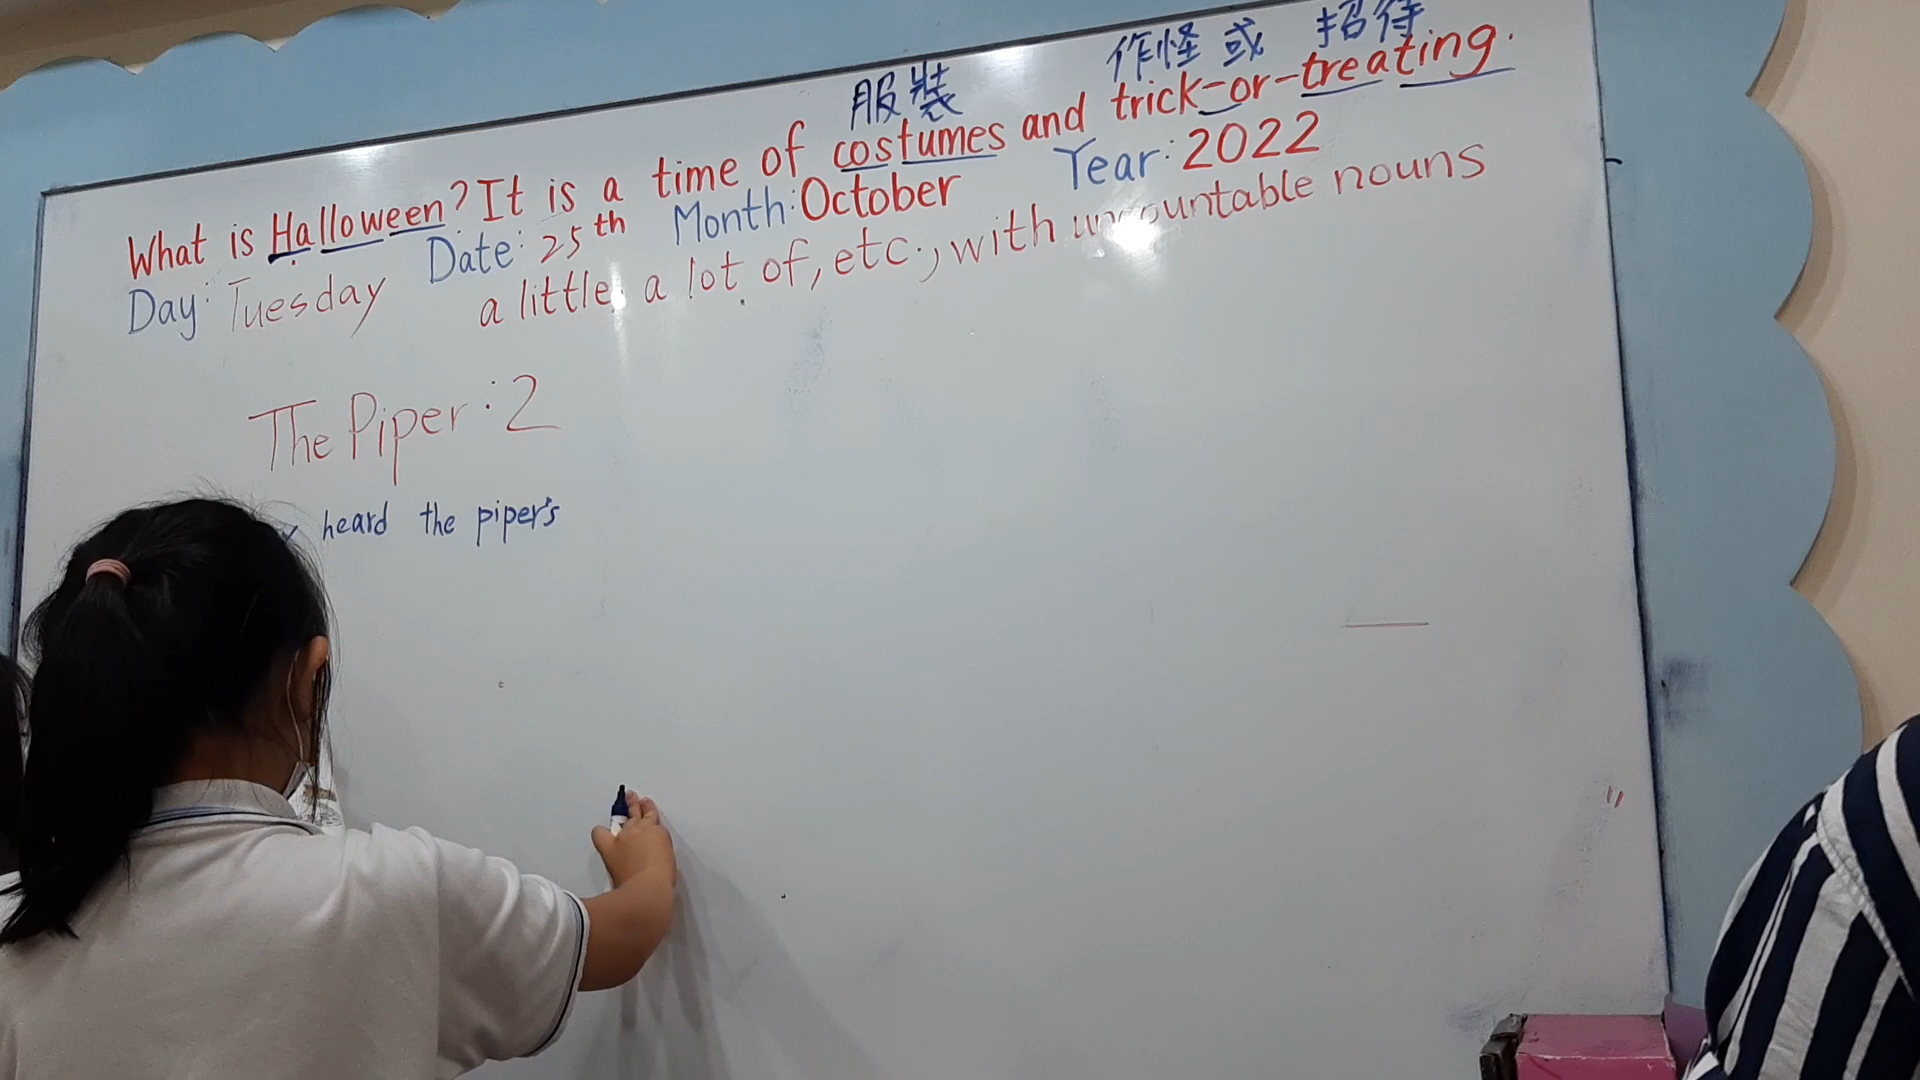 服裝 作怪 或 招待
What is Halloween? It is a time of costumes and trick-or-treating.
Day: Tuesday Date: 25th Month: October Year: 2022
a little, a lot of, etc., with uncountable nouns
The Piper: 2
heard the piper's